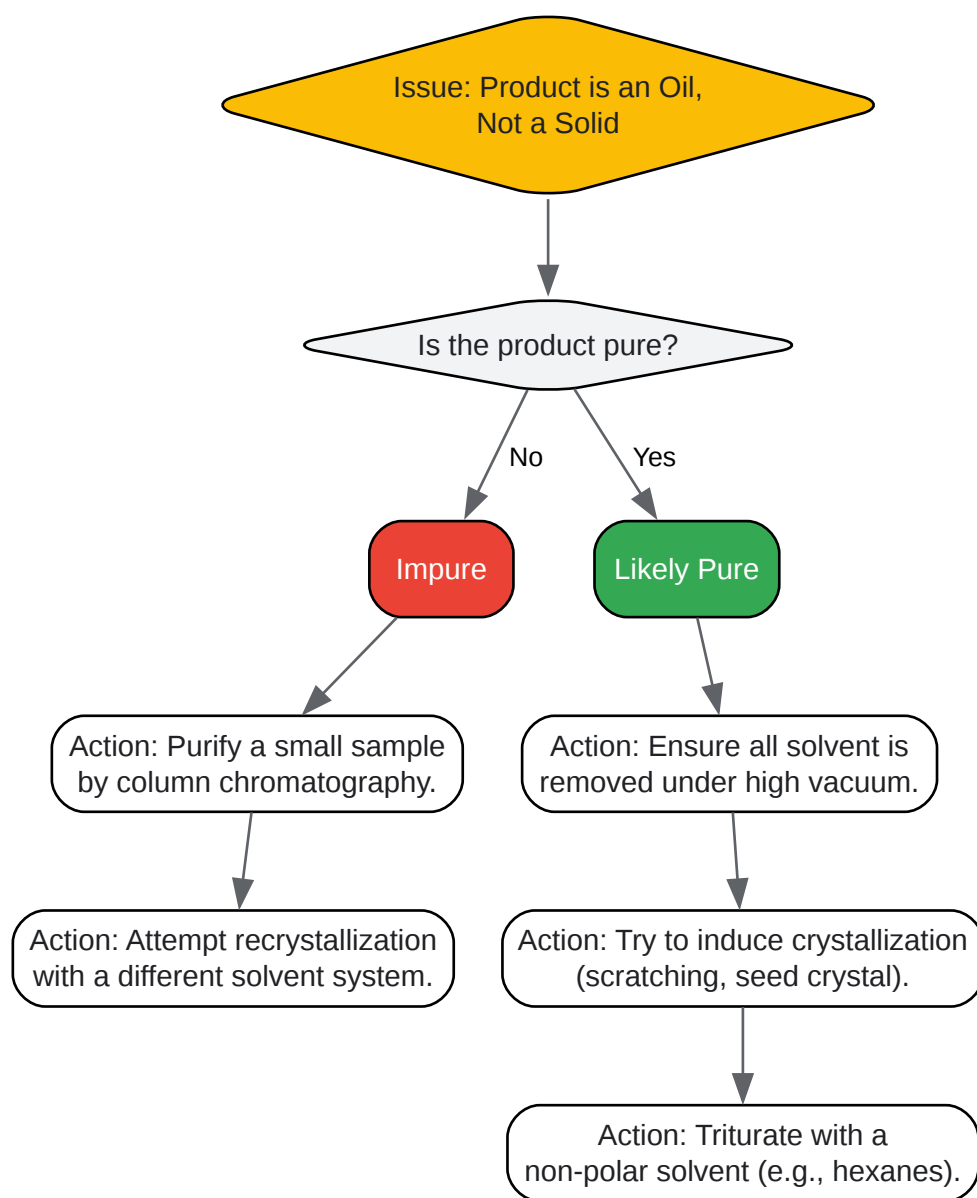 Issue: Product is an Oil,
Not a Solid
Is the product pure?
No
Yes
Impure
Likely Pure
Action: Purify a small sample
by column chromatography.
Action: Ensure all solvent is
removed under high vacuum.
Action: Attempt recrystallization
with a different solvent system.
Action: Try to induce crystallization
(scratching, seed crystal).
Action: Triturate with a
non-polar solvent (e.g., hexanes).